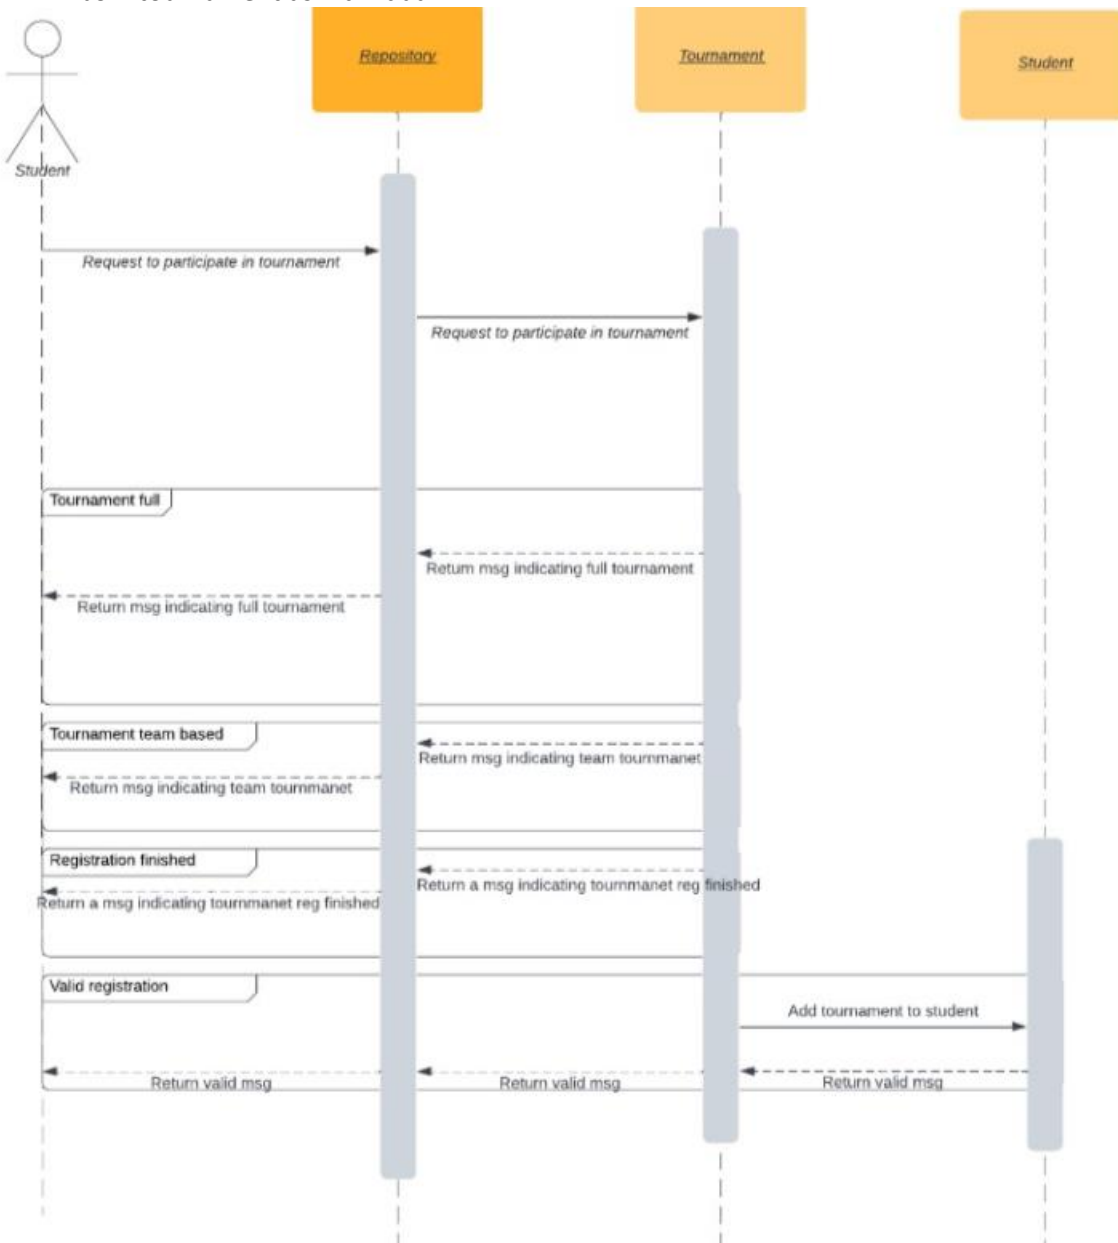 Repository
Tournament
Student
Student
Request to participate in tournament
Request to participate in tournament
Tournament full
Return msg indicating full tournament
Return msg indicating full tournament
Tournament team based
Return msg indicating team tournmanet
Return msg indicating team tournmanet
Registration finished
Return a msg indicating tournmanet reg finished
Return a msg indicating tournmanet reg finished
Valid registration
Add tournament to student
Return valid msg
Return valid msg
Return valid msg